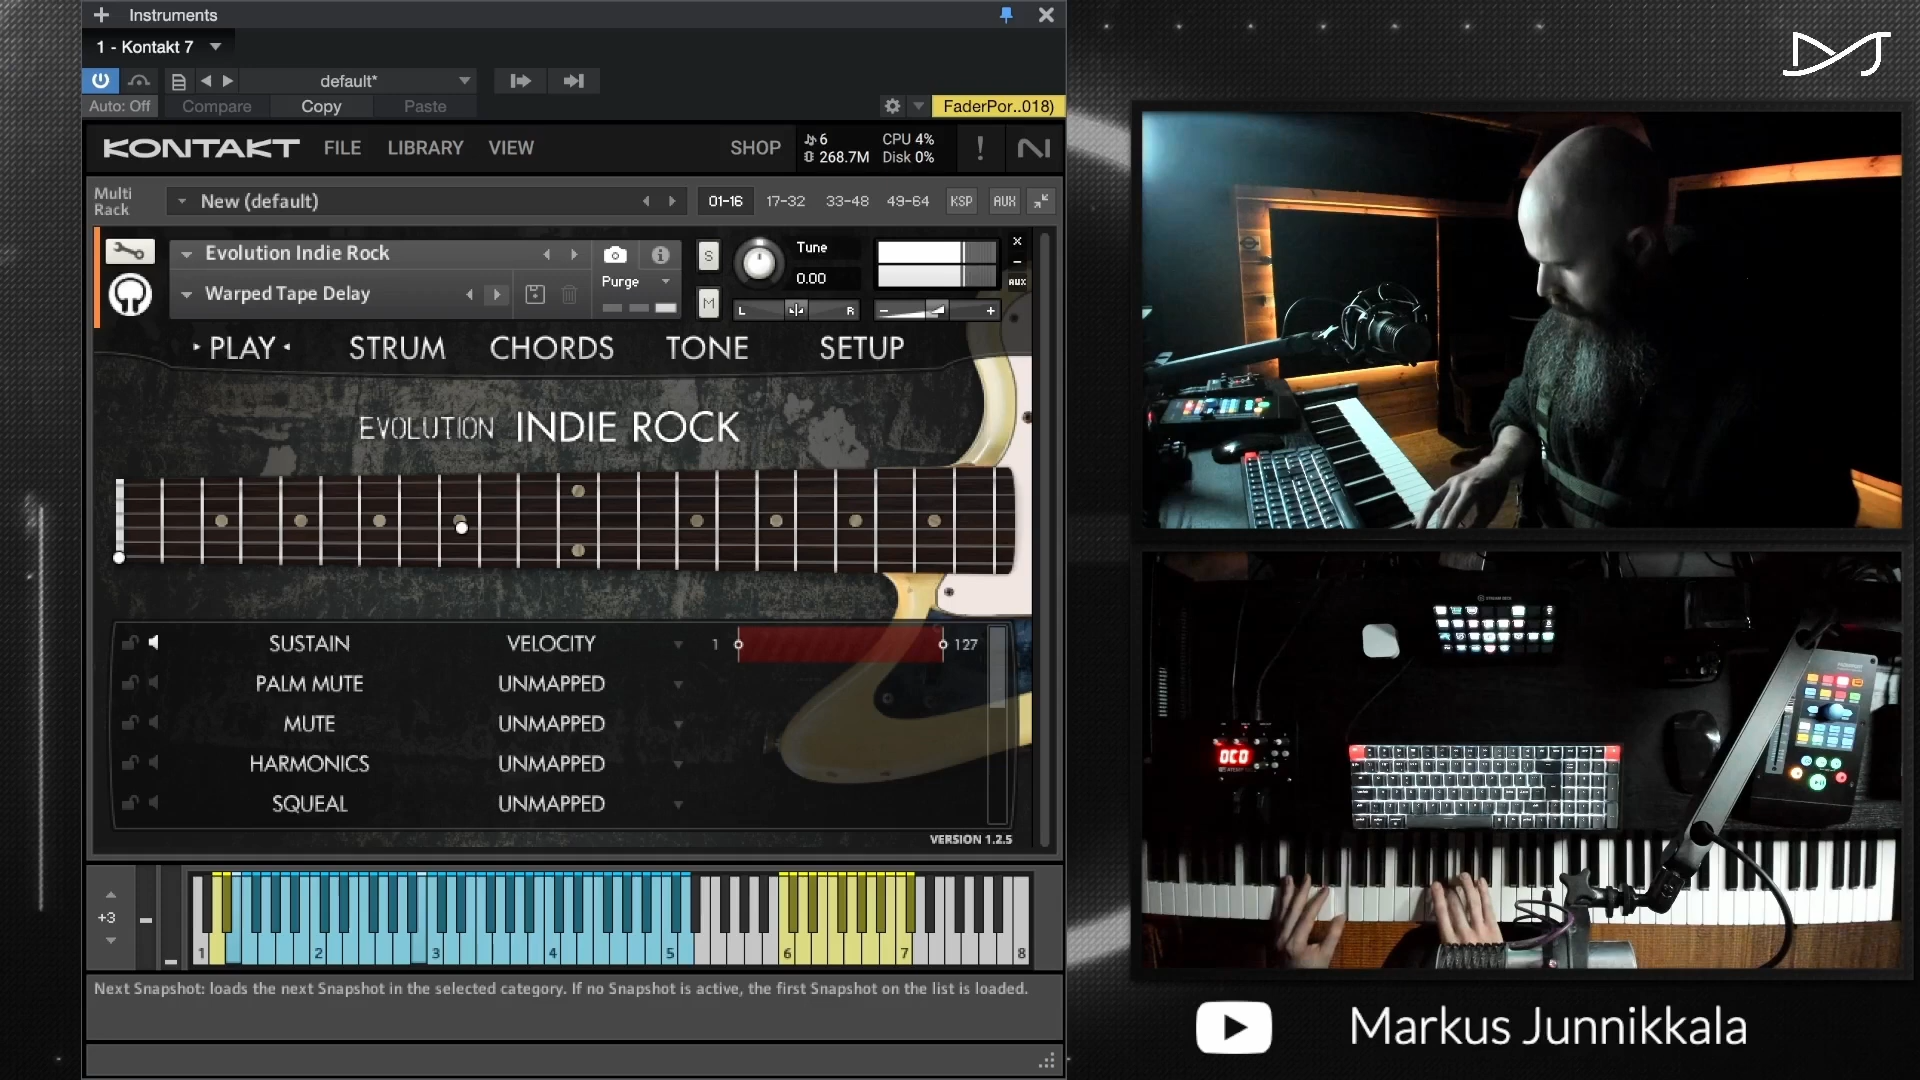 Instruments
1 - Kontakt 7
default*
Auto: Off
Compare
Copy
Paste
FaderPor..018)
KONTAKT
FILE
LIBRARY
VIEW
SHOP
6
268.7M
CPU 4%
Disk 0%
!
Multi
Rack
New (default)
01-16
17-32
33-48
49-64
KSP
AUX
Evolution Indie Rock
Warped Tape Delay
Purge
S
M
Tune
0.00
L
R
AUX
PLAY
STRUM
CHORDS
TONE
SETUP
EVOLUTION INDIE ROCK
SUSTAIN
VELOCITY
1
127
PALM MUTE
UNMAPPED
MUTE
UNMAPPED
HARMONICS
UNMAPPED
SQUEAL
UNMAPPED
VERSION 1.2.5
+3
1
2
3
4
5
6
7
8
Next Snapshot: loads the next Snapshot in the selected category. If no Snapshot is active, the first Snapshot on the list is loaded.
Markus Junnikkala